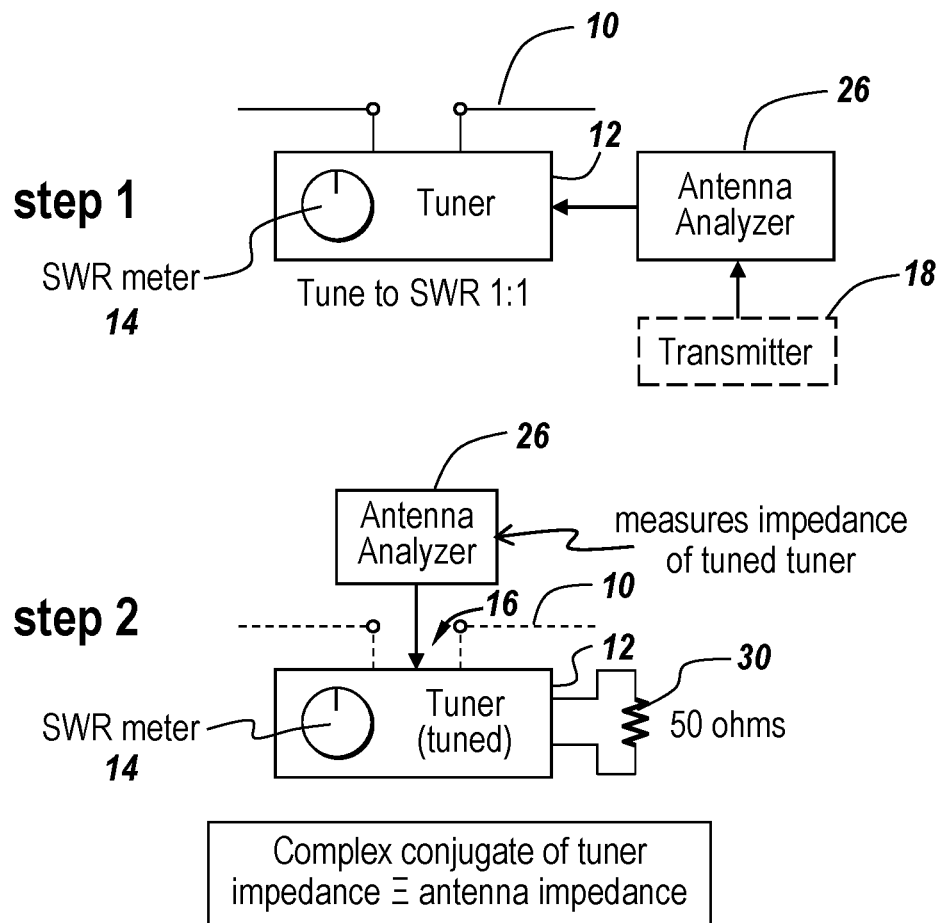 10
26
12
step 1
Tuner
Antenna
Analyzer
SWR meter
14
Tune to SWR 1:1
18
Transmitter
26
Antenna
Analyzer
measures impedance
of tuned tuner
step 2
16
10
12
30
Tuner
(tuned)
50 ohms
SWR meter
14
Complex conjugate of tuner
impedance Ξ antenna impedance